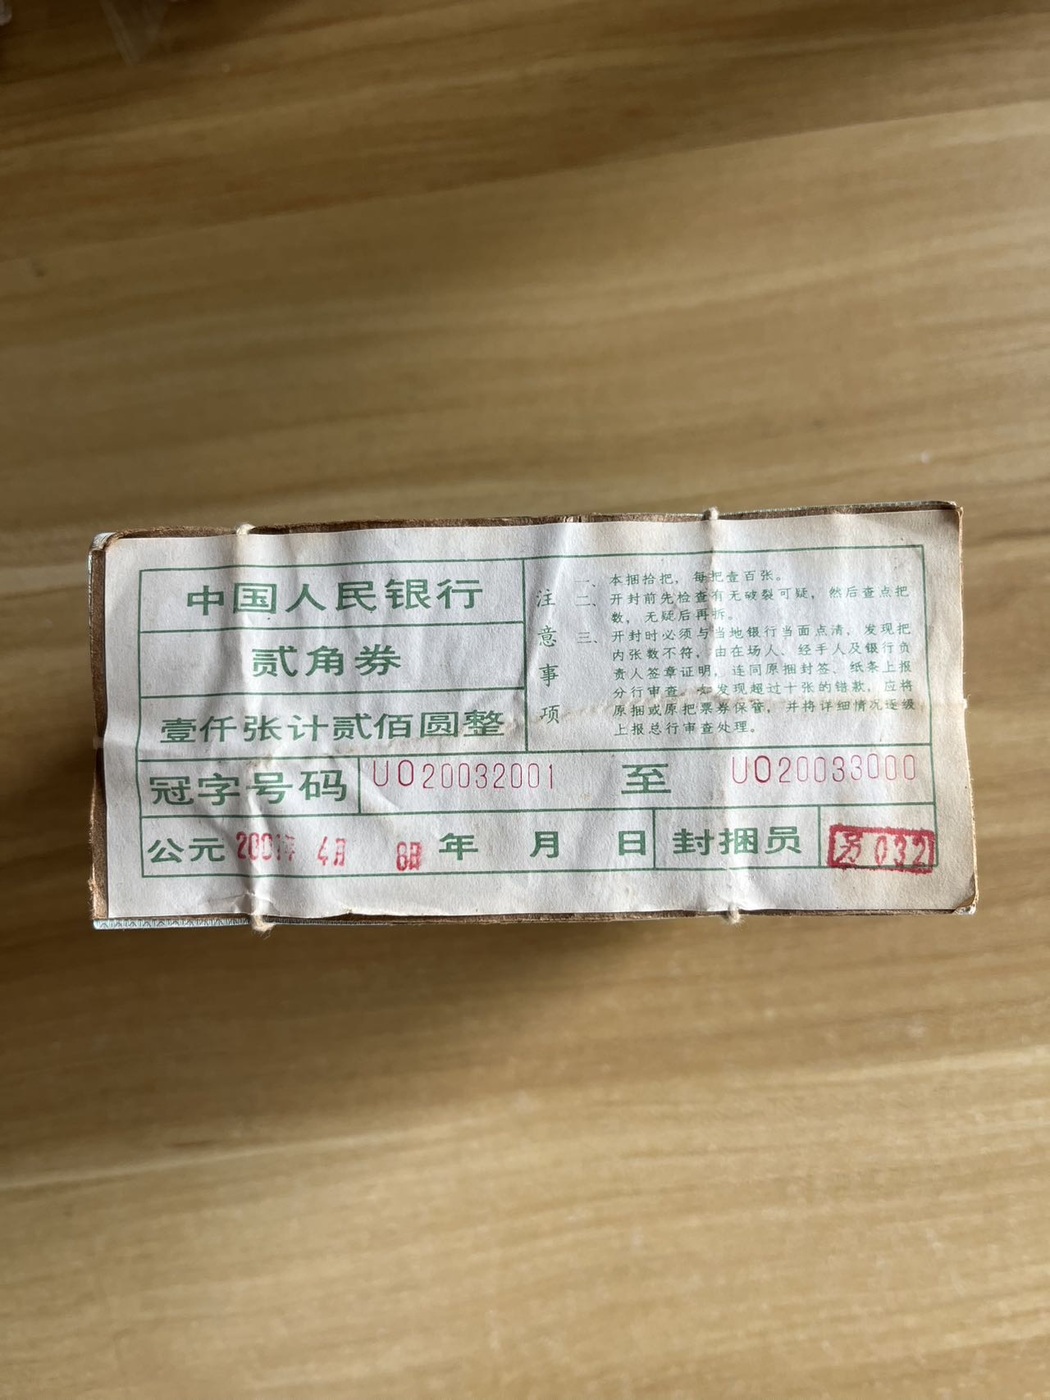 中国人民银行
贰角券
壹仟张计贰佰圆整
注意事项
一、本捆拾把，每把壹百张。
二、开封前先检查有无破裂可疑，然后查点把
数，无疑后再拆。
三、开封时必须与当地银行当面点清，发现把
内张数不符，由在场人、经手人及银行负
责人签章证明，连同原捆封签、纸条上报
分行审查。如发现超过十张的错款，应将
原捆或原把票券保管，并将详细情况逐级
上报总行审查处理。
冠字号码 UO20032001 至 UO20033000
公元 2001年 4月 8日 年 月 日 封捆员 032